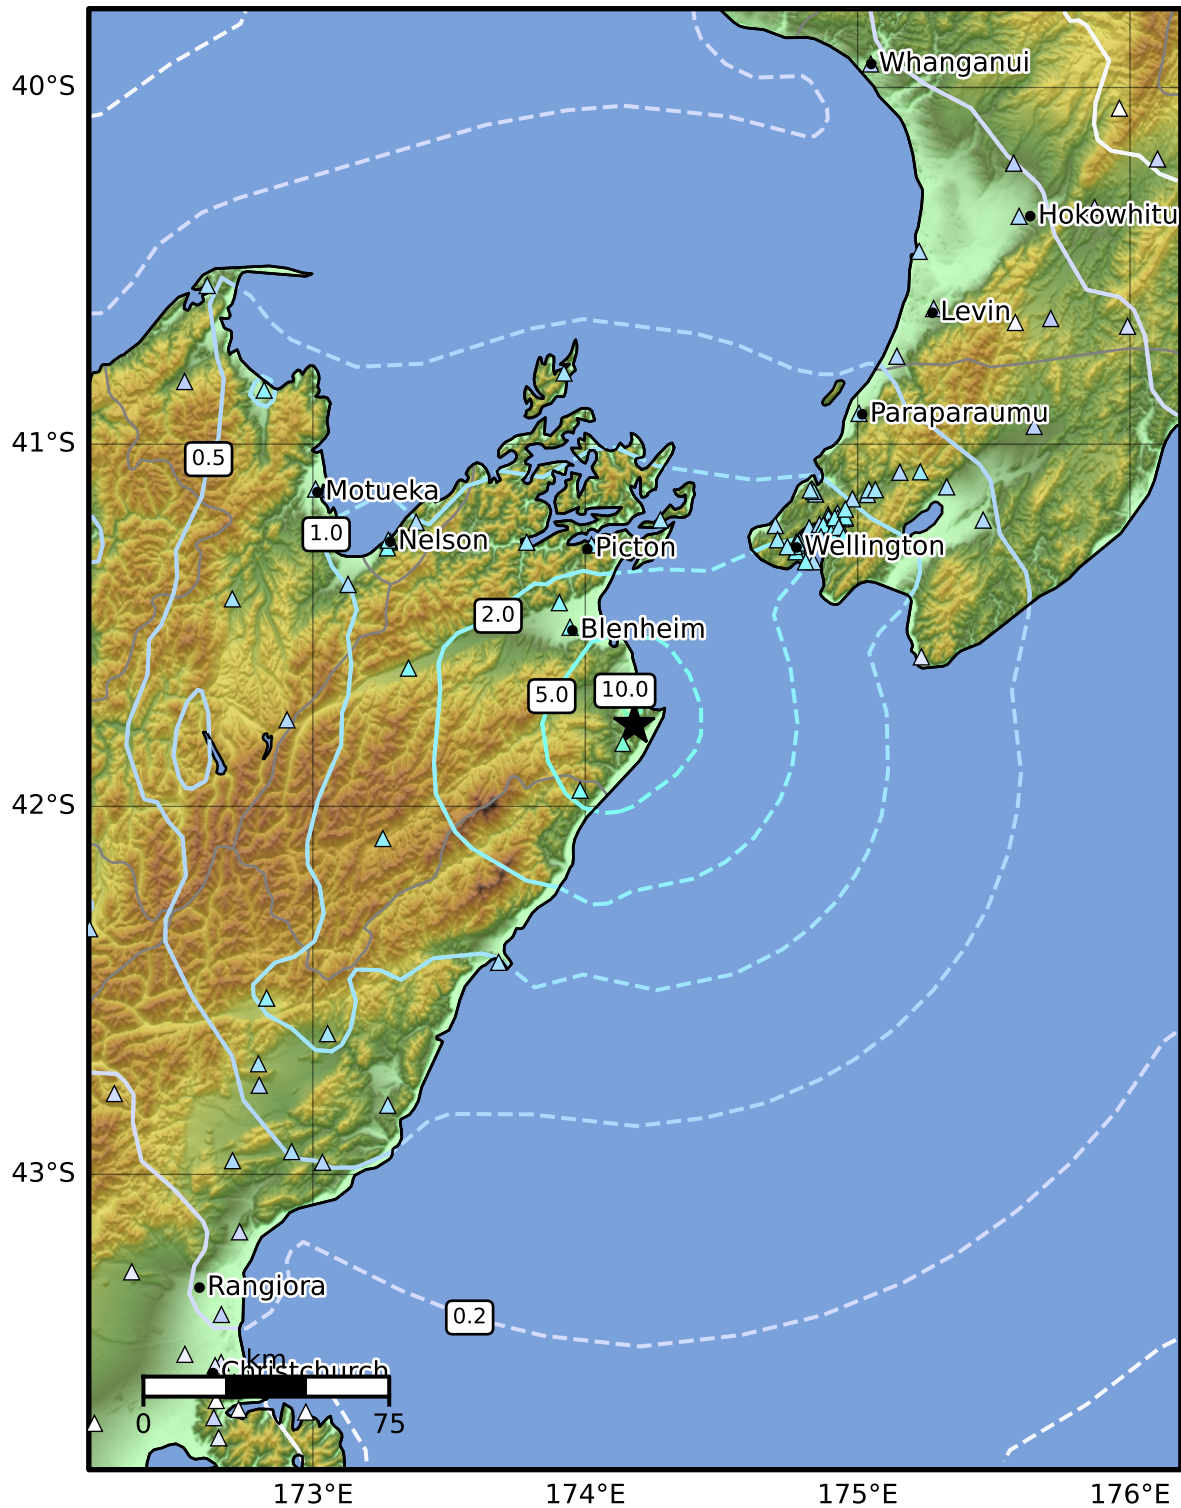 40°S
Whanganui
Hokowhitu
Levin
Paraparaumu
41°S
0.5
Motueka
1.0
Nelson
Picton
Wellington
2.0
Blenheim
5.0
10.0
42°S
43°S
Rangiora
0.2
km
Christchurch
0 75
173°E 174°E 175°E 176°E